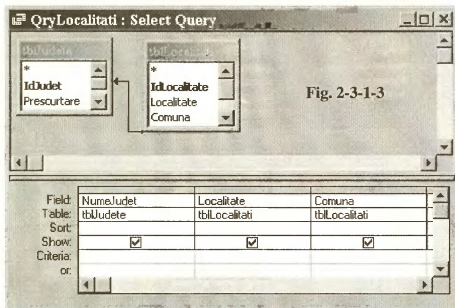 QryLocalitati : Select Query
tblJudete
*
IdJudet
Prescurtare
*
IdLocalitate
Localitate
Comuna
Fig. 2-3-1-3
Field: NumeJudet Localitate Comuna
Table: tblJudete tblLocalitati tblLocalitati
Sort:
Show:
Criteria:
or: